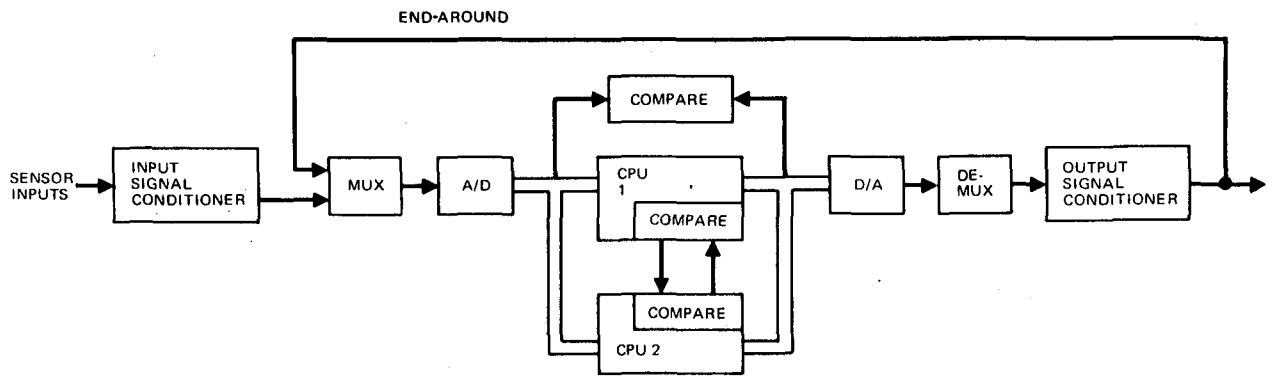 END-AROUND
COMPARE
SENSOR
INPUTS
INPUT
SIGNAL
CONDITIONER
MUX
A/D
CPU
1
COMPARE
D/A
DE-
MUX
OUTPUT
SIGNAL
CONDITIONER
COMPARE
CPU 2